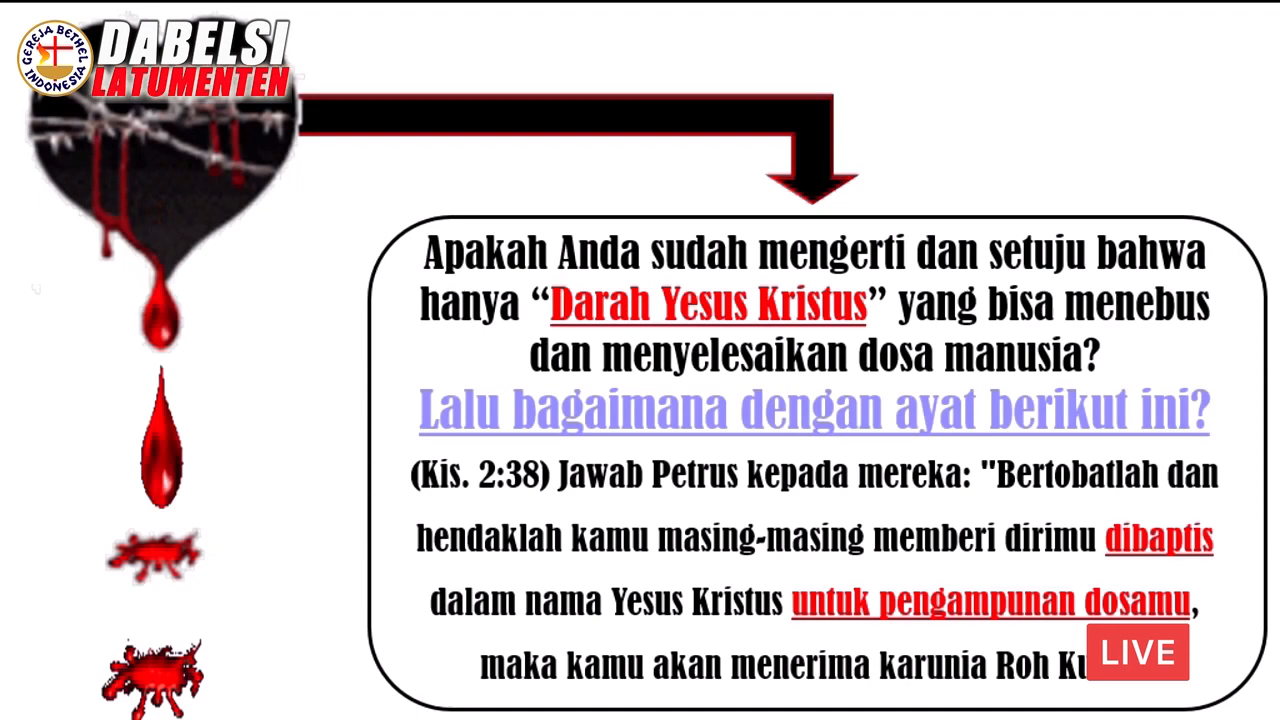 GEREJA BETHEL INDONESIA
DABELSI
LATUMENTEN
Apakah Anda sudah mengerti dan setuju bahwa
hanya “Darah Yesus Kristus” yang bisa menebus
dan menyelesaikan dosa manusia?
Lalu bagaimana dengan ayat berikut ini?
(Kis. 2:38) Jawab Petrus kepada mereka: "Bertobatlah dan
hendaklah kamu masing-masing memberi dirimu dibaptis
dalam nama Yesus Kristus untuk pengampunan dosamu,
maka kamu akan menerima karunia Roh
LIVE